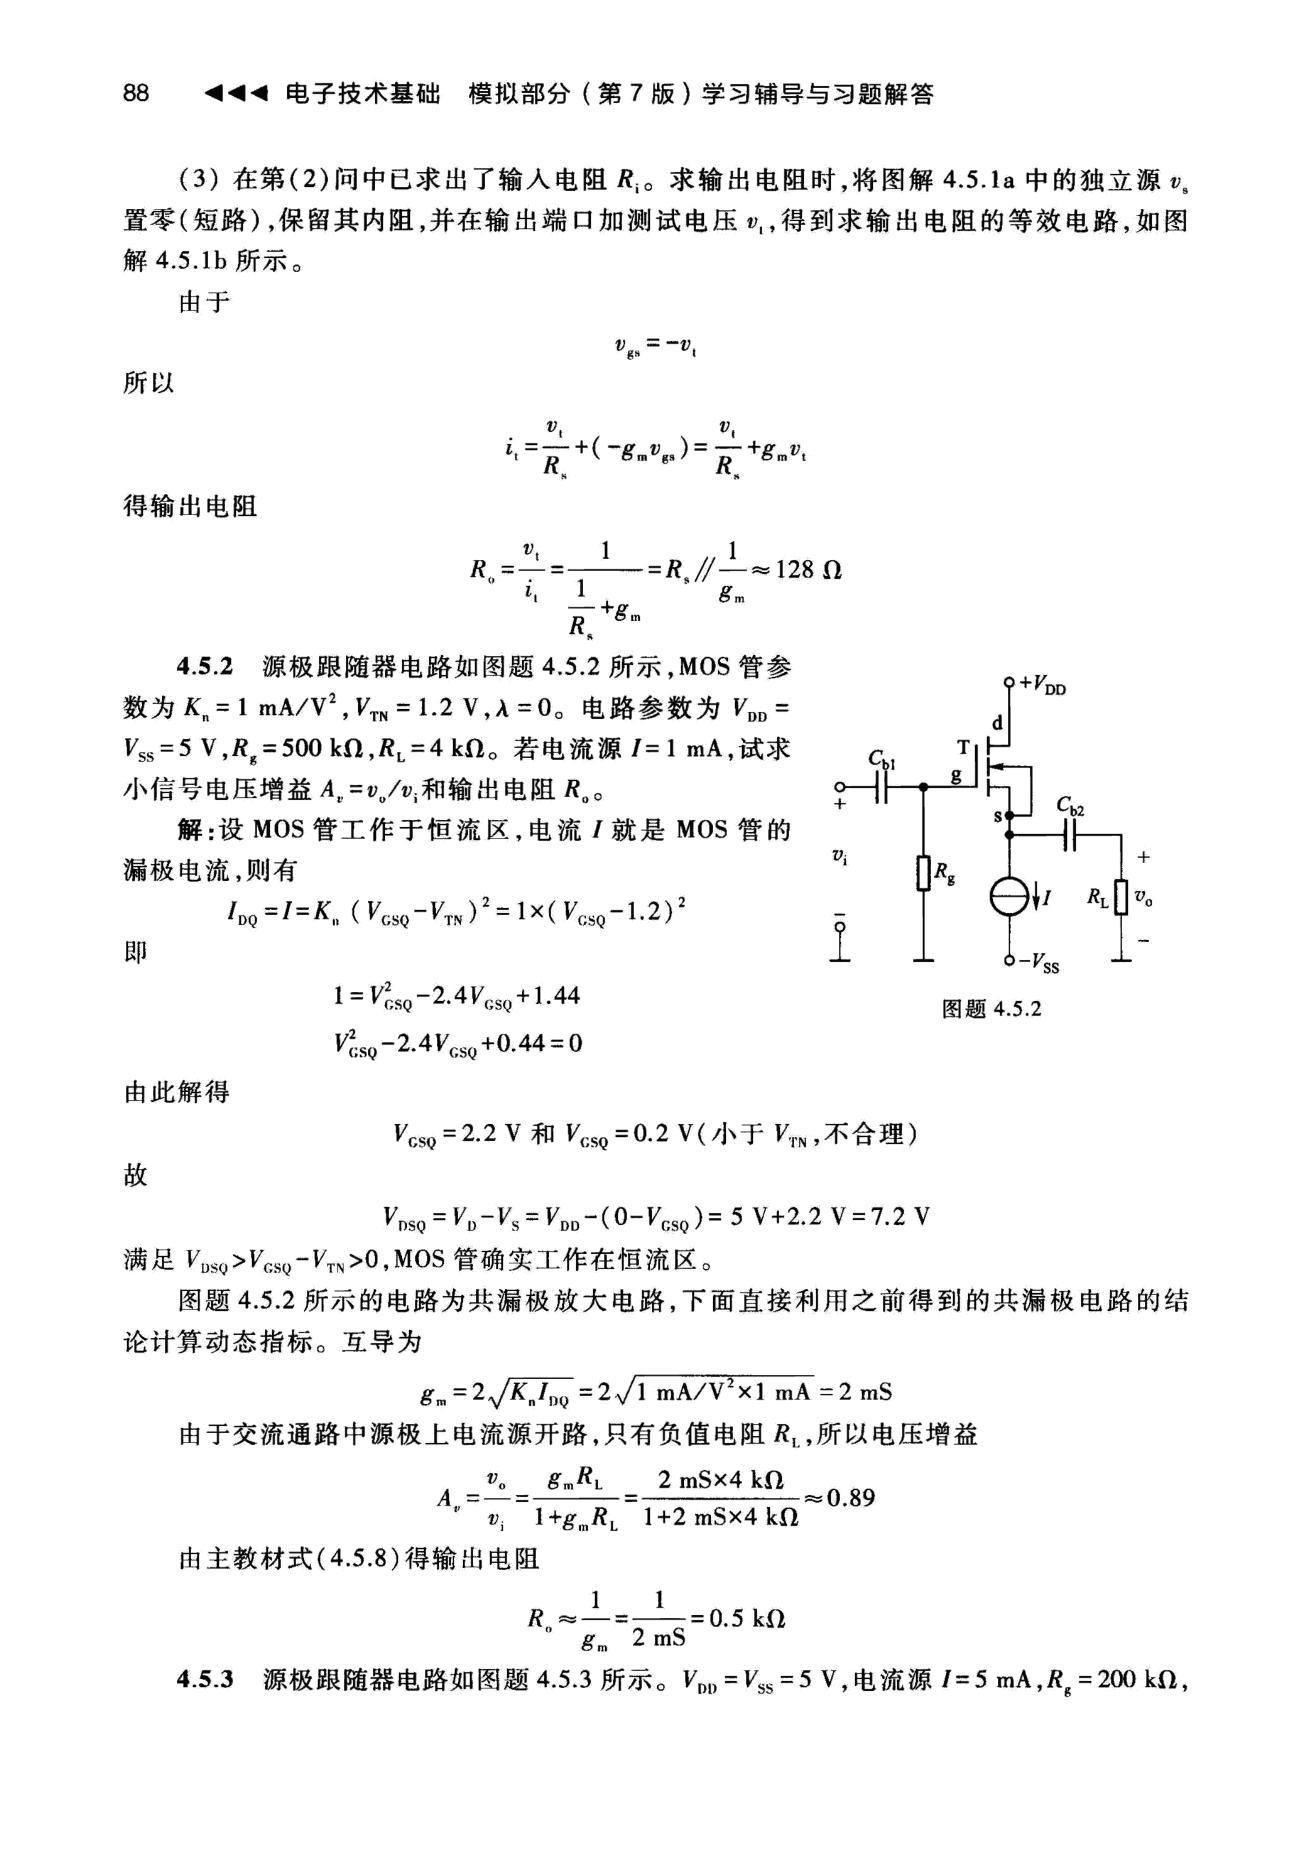 88 ◀◀◀ 电子技术基础 模拟部分(第7版)学习辅导与习题解答
(3) 在第(2)问中已求出了输入电阻 Rᵢ。求输出电阻时,将图解 4.5.1a 中的独立源 vₛ
置零(短路),保留其内阻,并在输出端口加测试电压 vₜ,得到求输出电阻的等效电路,如图
解 4.5.1b 所示。
由于
v_gs = -v_t
所以
i_t = v_t/R_s + (-g_m v_gs) = v_t/R_s + g_m v_t
得输出电阻
R_o = v_t/i_t = 1/(1/R_s + g_m) = R_s // 1/g_m ≈ 128 Ω
4.5.2 源极跟随器电路如图题 4.5.2 所示,MOS 管参
数为 K_n = 1 mA/V², V_TN = 1.2 V, λ = 0。电路参数为 V_DD =
V_SS = 5 V, R_g = 500 kΩ, R_L = 4 kΩ。若电流源 I = 1 mA,试求
小信号电压增益 A_v = v_o/v_i 和输出电阻 R_o。
解:设 MOS 管工作于恒流区,电流 I 就是 MOS 管的
漏极电流,则有
I_DQ = I = K_n (V_GSQ - V_TN)² = 1×(V_GSQ - 1.2)²
即
1 = V²_GSQ - 2.4V_GSQ + 1.44
V²_GSQ - 2.4V_GSQ + 0.44 = 0
+V_DD
d
T
g
s
C_b1
C_b2
+
v_i
-
R_g
I
R_L
+
v_o
-
-V_SS
图题 4.5.2
由此解得
V_GSQ = 2.2 V 和 V_GSQ = 0.2 V(小于 V_TN,不合理)
故
V_DSQ = V_D - V_S = V_DD - (0 - V_GSQ) = 5 V + 2.2 V = 7.2 V
满足 V_DSQ > V_GSQ - V_TN > 0,MOS 管确实工作在恒流区。
图题 4.5.2 所示的电路为共漏极放大电路,下面直接利用之前得到的共漏极电路的结
论计算动态指标。互导为
g_m = 2√(K_n I_DQ) = 2√(1 mA/V²×1 mA) = 2 mS
由于交流通路中源极上电流源开路,只有负值电阻 R_L,所以电压增益
A_v = v_o/v_i = g_m R_L/(1+g_m R_L) = 2 mS×4 kΩ/(1+2 mS×4 kΩ) ≈ 0.89
由主教材式(4.5.8)得输出电阻
R_o ≈ 1/g_m = 1/(2 mS) = 0.5 kΩ
4.5.3 源极跟随器电路如图题 4.5.3 所示。V_DD = V_SS = 5 V,电流源 I = 5 mA, R_g = 200 kΩ,